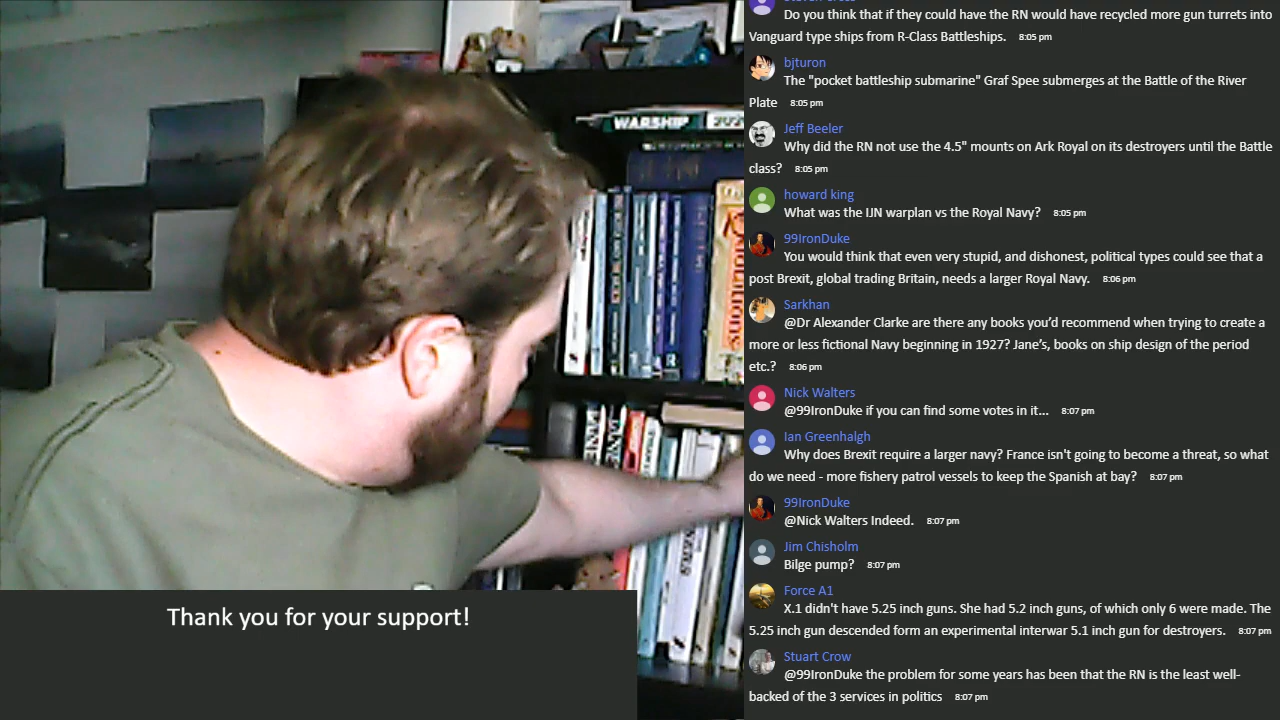 Do you think that if they could have the RN would have recycled more gun turrets into
Vanguard type ships from R-Class Battleships. 8:05 pm
bjturon
The "pocket battleship submarine" Graf Spee submerges at the Battle of the River
Plate 8:05 pm
Jeff Beeler
Why did the RN not use the 4.5" mounts on Ark Royal on its destroyers until the Battle
class? 8:05 pm
howard king
What was the IJN warplan vs the Royal Navy? 8:05 pm
99IronDuke
You would think that even very stupid, and dishonest, political types could see that a
post Brexit, global trading Britain, needs a larger Royal Navy. 8:06 pm
Sarkhan
@Dr Alexander Clarke are there any books you’d recommend when trying to create a
more or less fictional Navy beginning in 1927? Jane’s, books on ship design of the period
etc.? 8:06 pm
Nick Walters
@99IronDuke if you can find some votes in it... 8:07 pm
Ian Greenhalgh
Why does Brexit require a larger navy? France isn't going to become a threat, so what
do we need - more fishery patrol vessels to keep the Spanish at bay? 8:07 pm
99IronDuke
@Nick Walters Indeed. 8:07 pm
Jim Chisholm
Bilge pump? 8:07 pm
Force A1
X.1 didn't have 5.25 inch guns. She had 5.2 inch guns, of which only 6 were made. The
5.25 inch gun descended form an experimental interwar 5.1 inch gun for destroyers. 8:07 pm
Stuart Crow
@99IronDuke the problem for some years has been that the RN is the least well-
backed of the 3 services in politics 8:07 pm
WARSHIP
Thank you for your support!